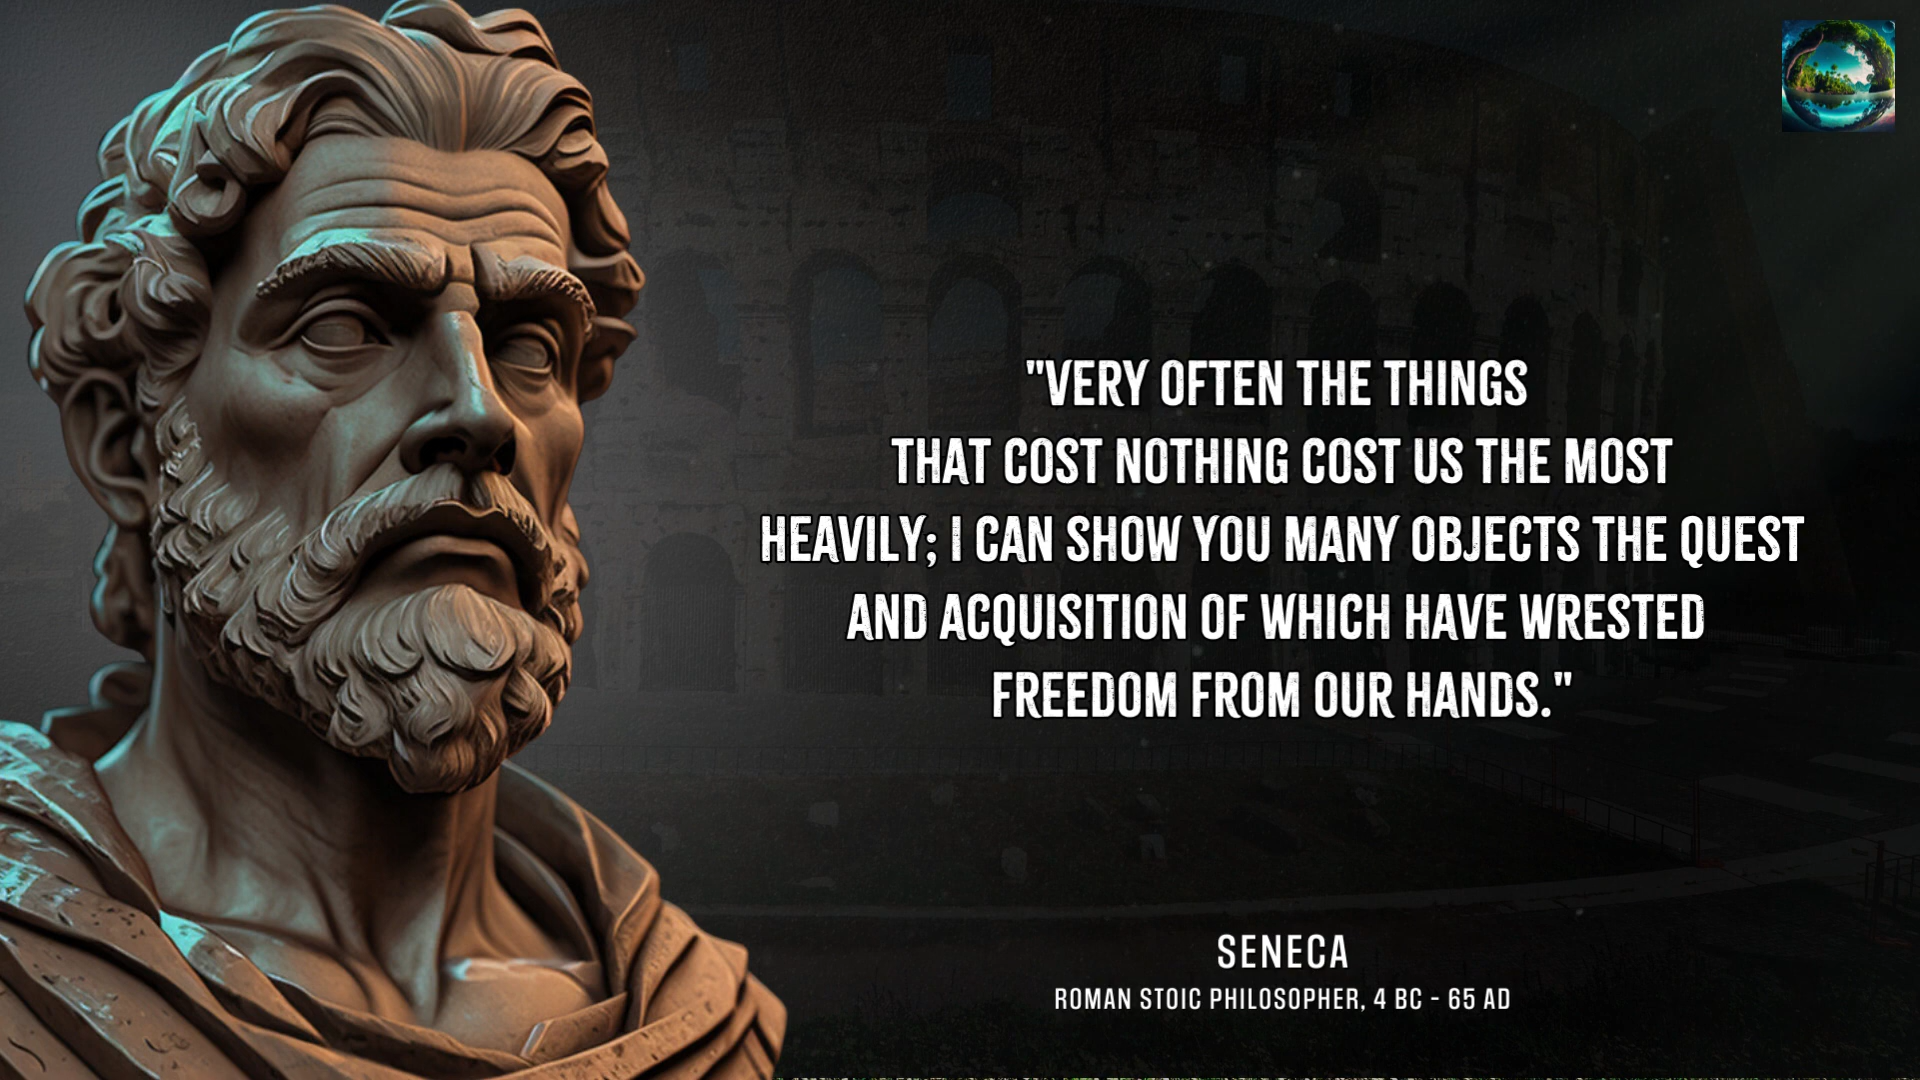 "VERY OFTEN THE THINGS
THAT COST NOTHING COST US THE MOST
HEAVILY; I CAN SHOW YOU MANY OBJECTS THE QUEST
AND ACQUISITION OF WHICH HAVE WRESTED
FREEDOM FROM OUR HANDS."
SENECA
ROMAN STOIC PHILOSOPHER, 4 BC - 65 AD